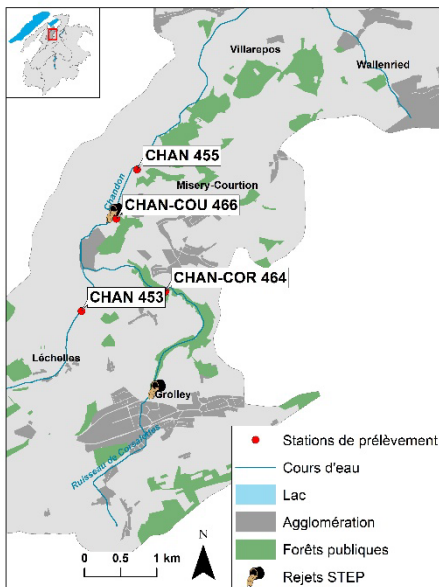 Villarepos
Wallenried
CHAN 455
Misery-Courtion
Chandon
CHAN-COU 466
CHAN-COR 464
CHAN 453
Léchelles
Grolley
Ruisseau de Corsalettes
N
0 0.5 1 km
Stations de prélèvement
Cours d'eau
Lac
Agglomération
Forêts publiques
Rejets STEP